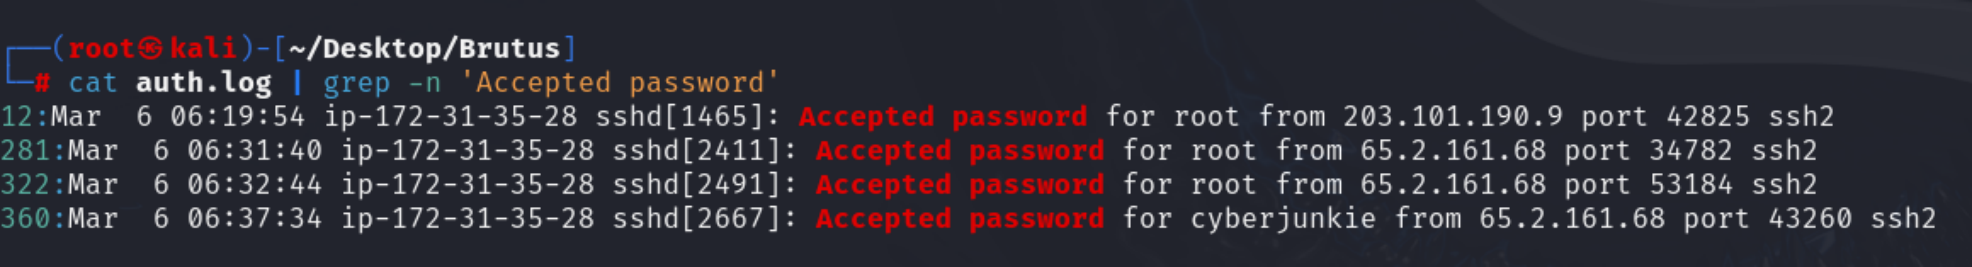 ┌──(root㉿kali)-[~/Desktop/Brutus]
└─# cat auth.log | grep -n 'Accepted password'
12:Mar  6 06:19:54 ip-172-31-35-28 sshd[1465]: Accepted password for root from 203.101.190.9 port 42825 ssh2
281:Mar  6 06:31:40 ip-172-31-35-28 sshd[2411]: Accepted password for root from 65.2.161.68 port 34782 ssh2
322:Mar  6 06:32:44 ip-172-31-35-28 sshd[2491]: Accepted password for root from 65.2.161.68 port 53184 ssh2
360:Mar  6 06:37:34 ip-172-31-35-28 sshd[2667]: Accepted password for cyberjunkie from 65.2.161.68 port 43260 ssh2